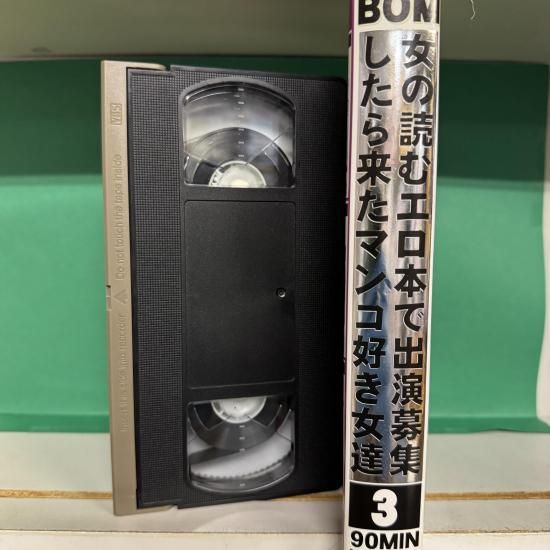 BOM
女の読むエロ本で出演募集
したら来たマンコ好き女達
3
90MIN
VHS
Do not touch the tape inside